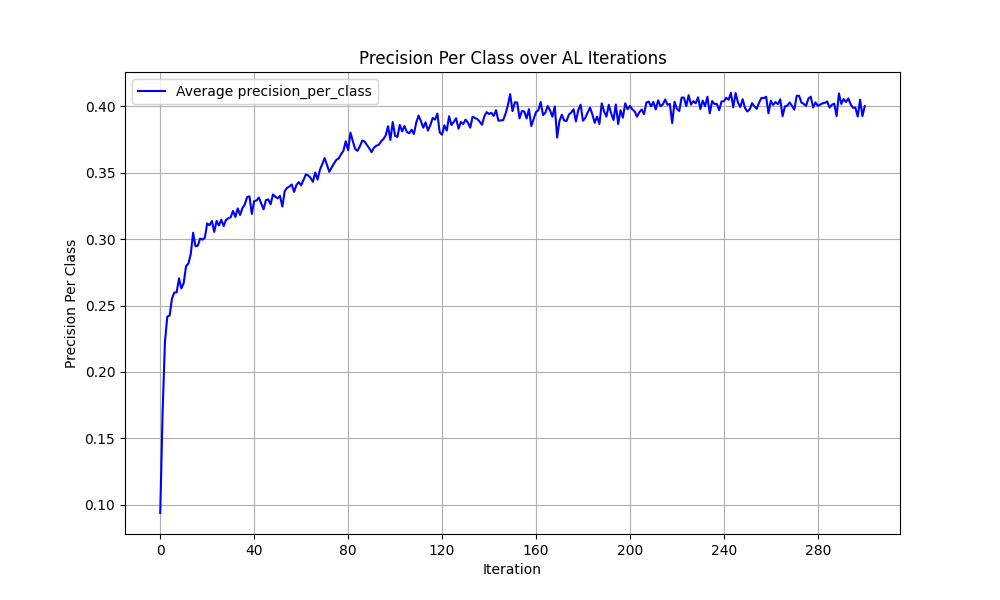 Precision Per Class over AL Iterations
Average precision_per_class
Precision Per Class
0.40
0.35
0.30
0.25
0.20
0.15
0.10
0 40 80 120 160 200 240 280
Iteration